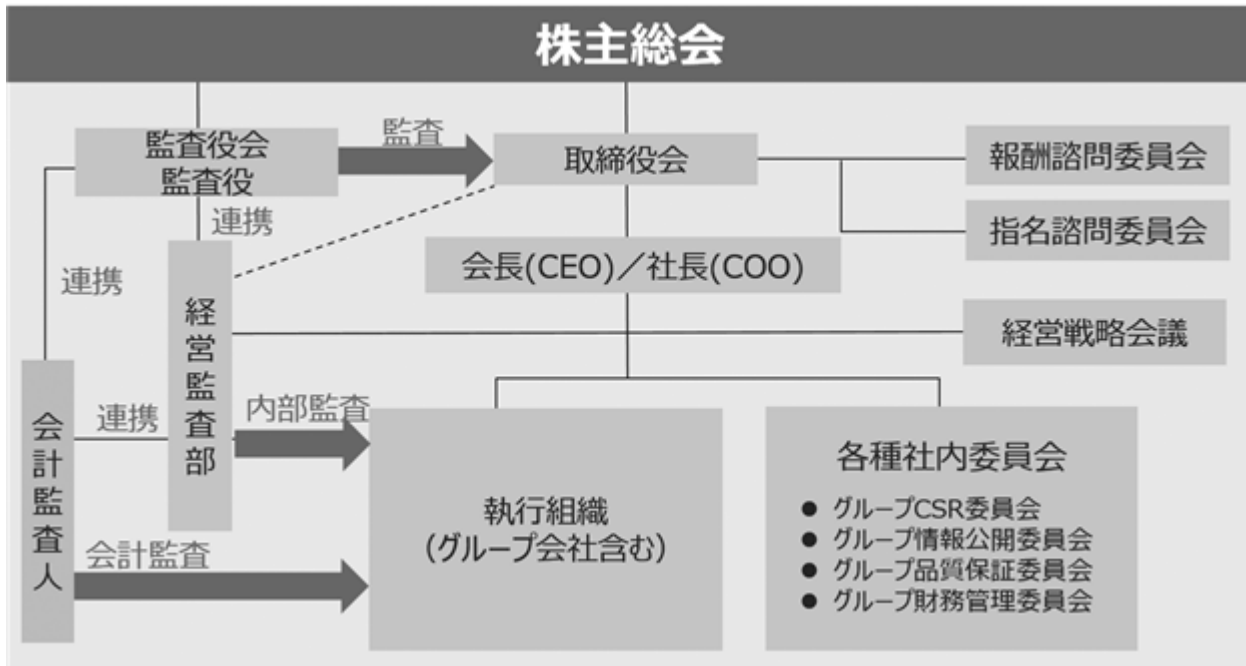 株主総会
監査役会
監査役
監査
取締役会
報酬諮問委員会
指名諮問委員会
連携
連携
会長(CEO)／社長(COO)
経営監査部
経営戦略会議
会計監査人
連携
内部監査
会計監査
執行組織
（グループ会社含む）
各種社内委員会
● グループCSR委員会
● グループ情報公開委員会
● グループ品質保証委員会
● グループ財務管理委員会